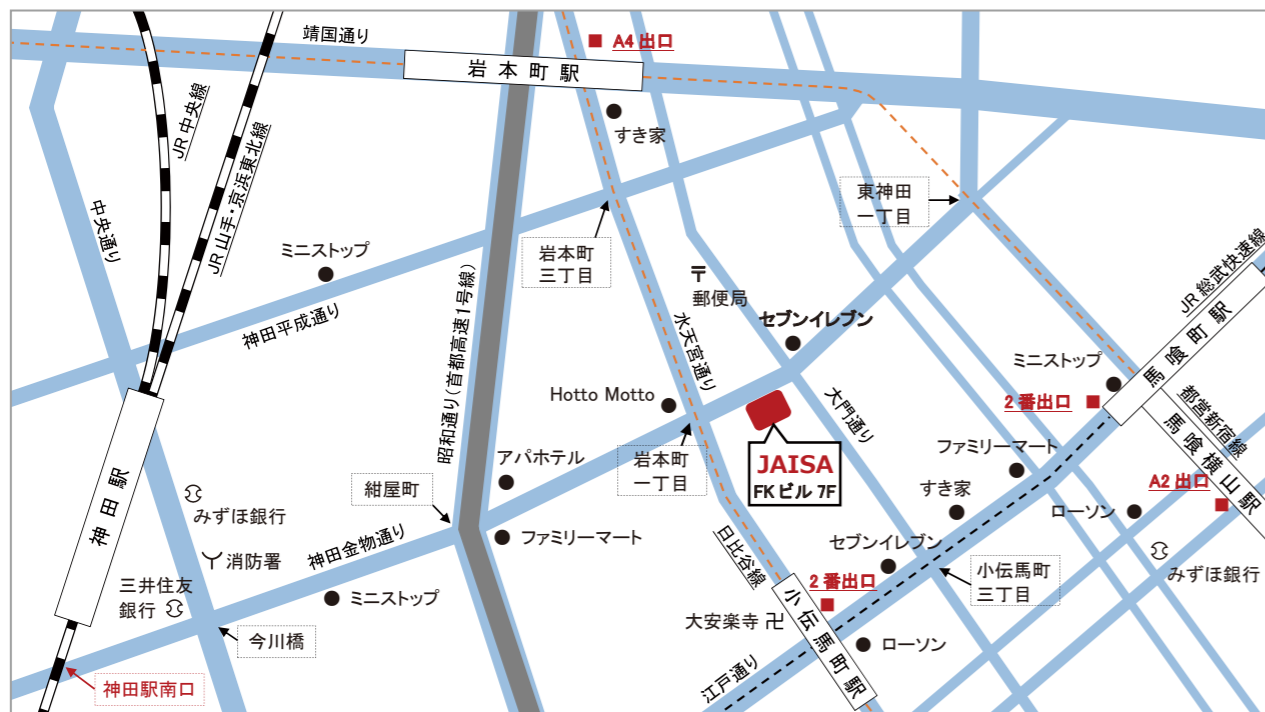 靖国通り
A4 出口
岩本町駅
すき家
JR 中央線
JR 山手・京浜東北線
中央通り
東神田
一丁目
岩本町
三丁目
ミニストップ
〒
郵便局
昭和通り(首都高速1号線)
神田平成通り
水天宮通り
セブンイレブン
JR 総武快速線
馬喰町駅
ミニストップ
2 番出口
都営新宿線
馬喰横山駅
Hotto Motto
大門通り
JAISA
FK ビル 7F
ファミリーマート
岩本町
一丁目
アパホテル
すき家
A2 出口
ローソン
紺屋町
神田駅
みずほ銀行
消防署
神田金物通り
ファミリーマート
日比谷線
セブンイレブン
みずほ銀行
小伝馬町
三丁目
2 番出口
三井住友
銀行
ミニストップ
大安楽寺 卍
小伝馬町駅
ローソン
今川橋
江戸通り
神田駅南口